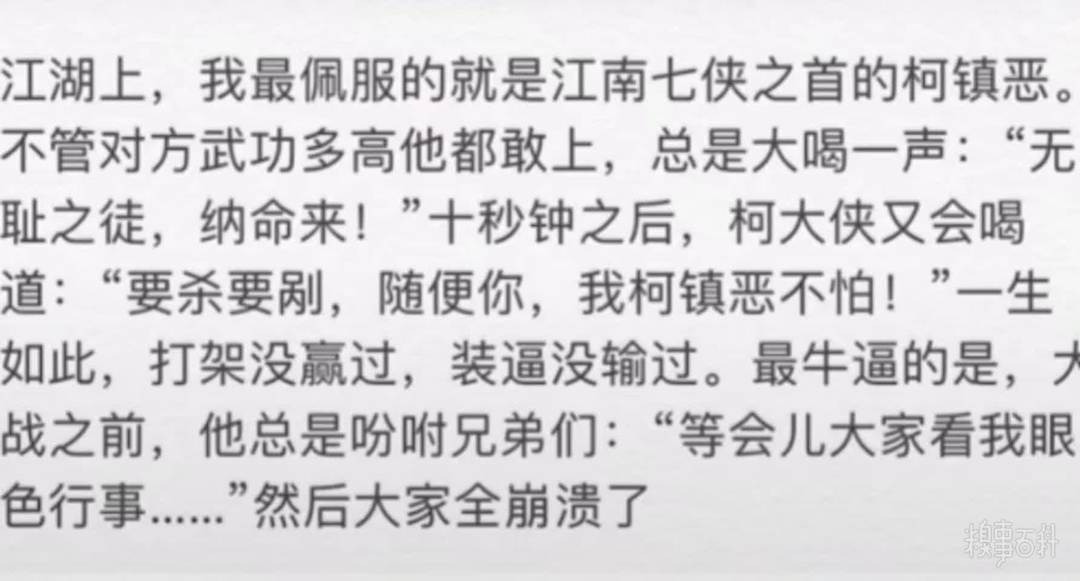 江湖上，我最佩服的就是江南七侠之首的柯镇恶。
不管对方武功多高他都敢上，总是大喝一声：“无
耻之徒，纳命来！”十秒钟之后，柯大侠又会喝
道：“要杀要剐，随便你，我柯镇恶不怕！”一生
如此，打架没赢过，装逼没输过。最牛逼的是，大
战之前，他总是吩咐兄弟们：“等会儿大家看我眼
色行事……”然后大家全崩溃了
糗事百科